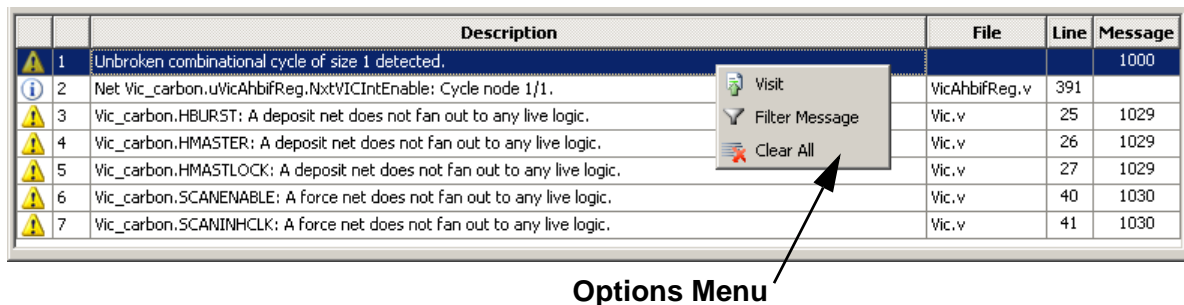 Description File Line Message
1 Unbroken combinational cycle of size 1 detected. 1000
2 Net Vic_carbon.uVicAhbifReg.NxtVICIntEnable: Cycle node 1/1. VicAhbifReg.v 391
3 Vic_carbon.HBURST: A deposit net does not fan out to any live logic. Vic.v 25 1029
4 Vic_carbon.HMASTER: A deposit net does not fan out to any live logic. Vic.v 26 1029
5 Vic_carbon.HMASTLOCK: A deposit net does not fan out to any live logic. Vic.v 27 1029
6 Vic_carbon.SCANENABLE: A force net does not fan out to any live logic. Vic.v 40 1030
7 Vic_carbon.SCANINHCLK: A force net does not fan out to any live logic. Vic.v 41 1030
Visit
Filter Message
Clear All
Options Menu